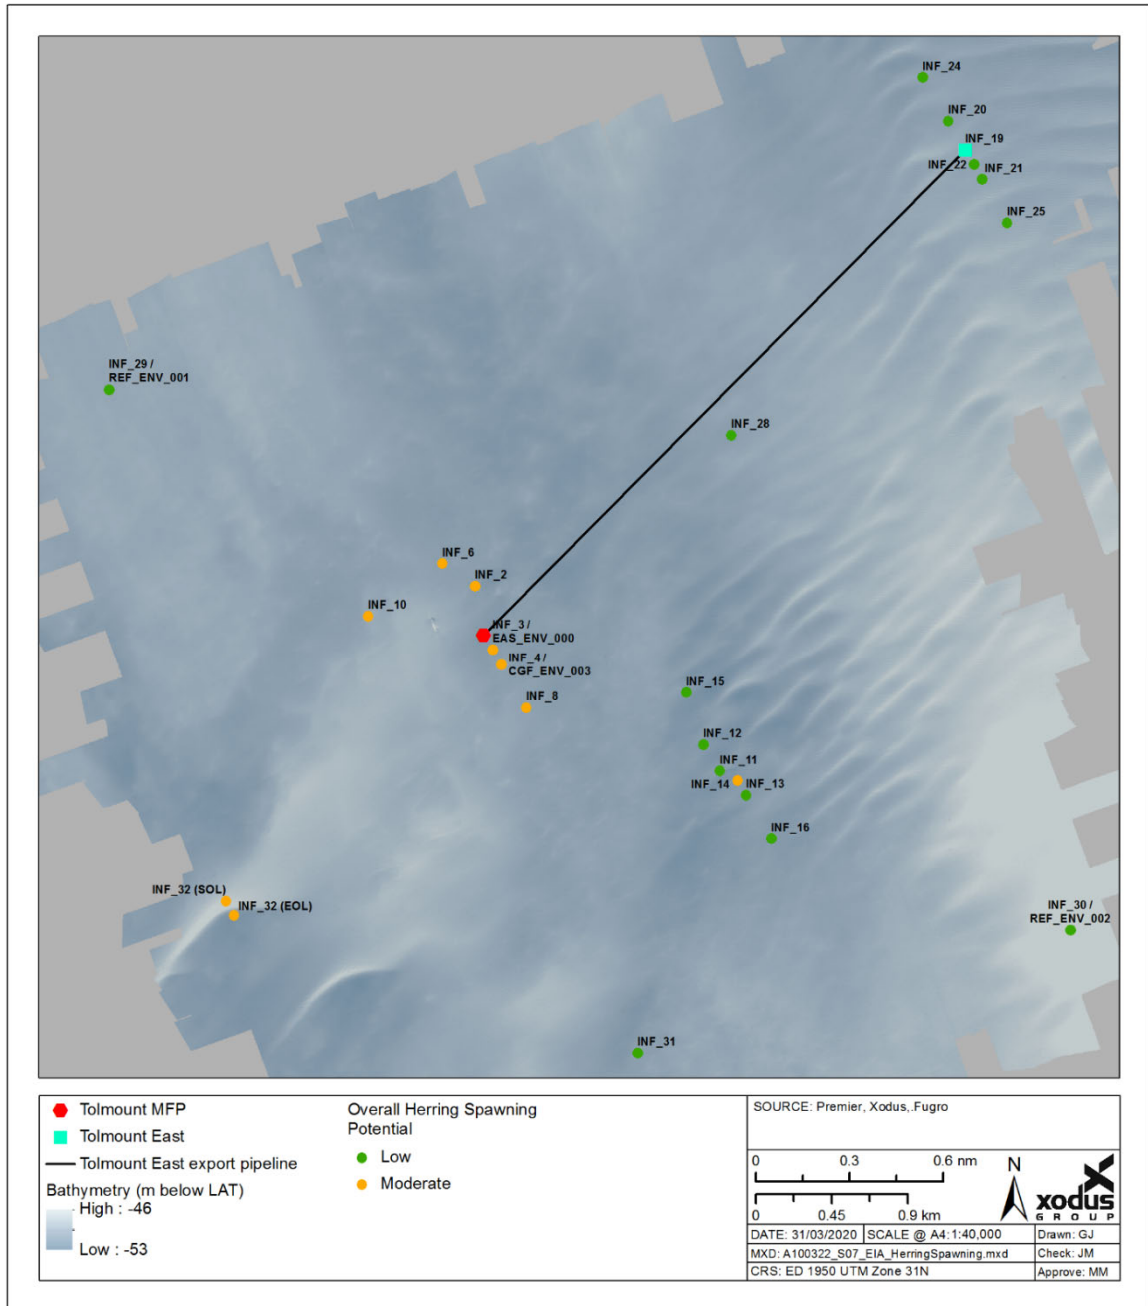 INF_24
INF_20
INF_19
INF_22
INF_21
INF_25
INF_29 /
REF_ENV_001
INF_28
INF_6
INF_2
INF_10
INF_3 /
EAS_ENV_000
INF_4 /
CGF_ENV_003
INF_8
INF_15
INF_12
INF_11
INF_14
INF_13
INF_16
INF_32 (SOL)
INF_32 (EOL)
INF_30 /
REF_ENV_002
INF_31
Tolmount MFP
Tolmount East
Tolmount East export pipeline
Bathymetry (m below LAT)
High : -46
Low : -53
Overall Herring Spawning
Potential
Low
Moderate
SOURCE: Premier, Xodus,.Fugro
0 0.3 0.6 nm
0 0.45 0.9 km
N
xodus
GROUP
DATE: 31/03/2020 SCALE @ A4:1:40,000 Drawn: GJ
MXD: A100322_S07_EIA_HerringSpawning.mxd Check: JM
CRS: ED 1950 UTM Zone 31N Approve: MM